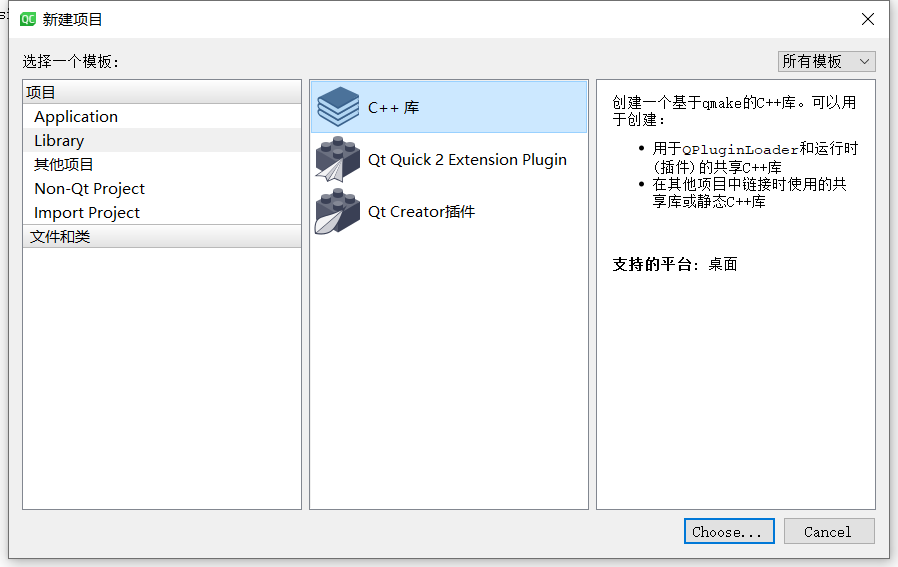 QC 新建项目
选择一个模板：
所有模板
项目
Application
Library
其他项目
Non-Qt Project
Import Project
文件和类
C++ 库
Qt Quick 2 Extension Plugin
Qt Creator插件
创建一个基于qmake的C++库。可以用
于创建：
• 用于QPluginLoader和运行时
(插件)的共享C++库
• 在其他项目中链接时使用的共
享库或静态C++库
支持的平台：桌面
Choose...
Cancel